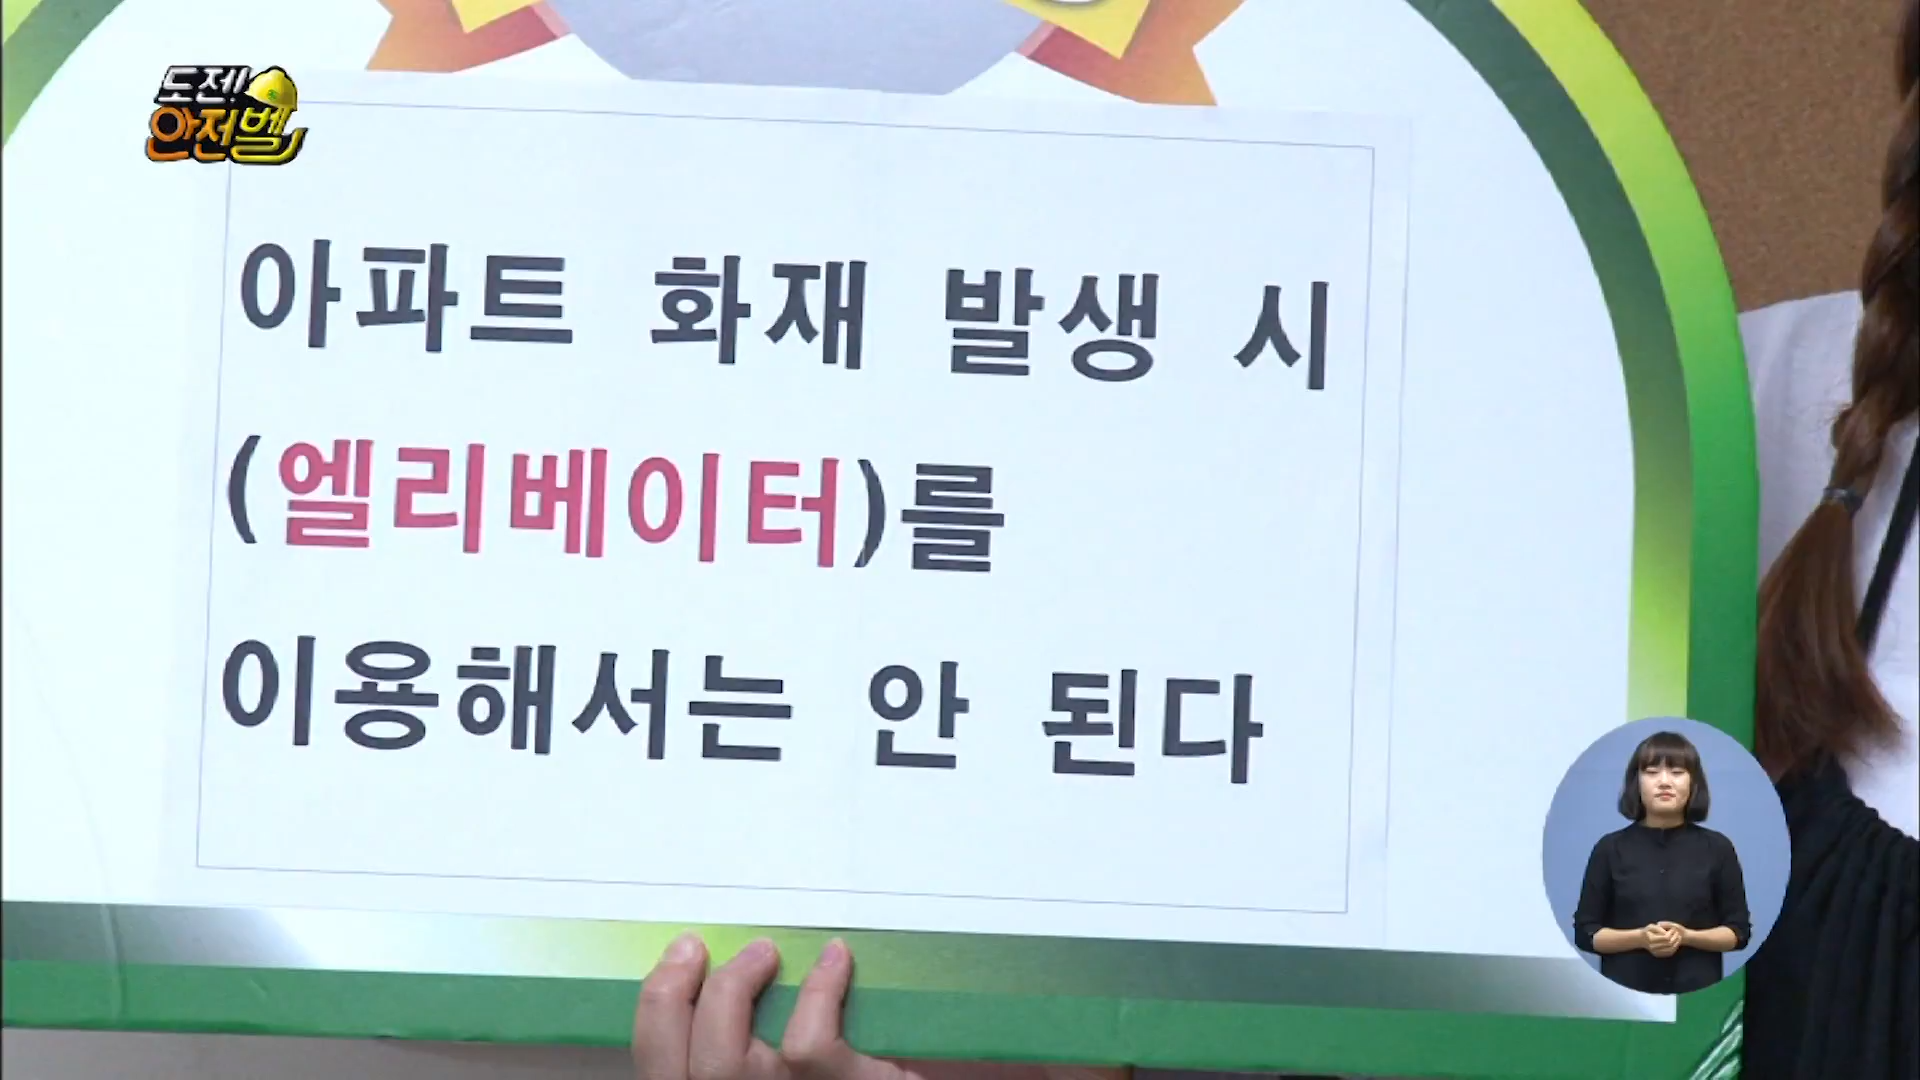 도전!
안전벨
아파트 화재 발생 시
(엘리베이터)를
이용해서는 안 된다